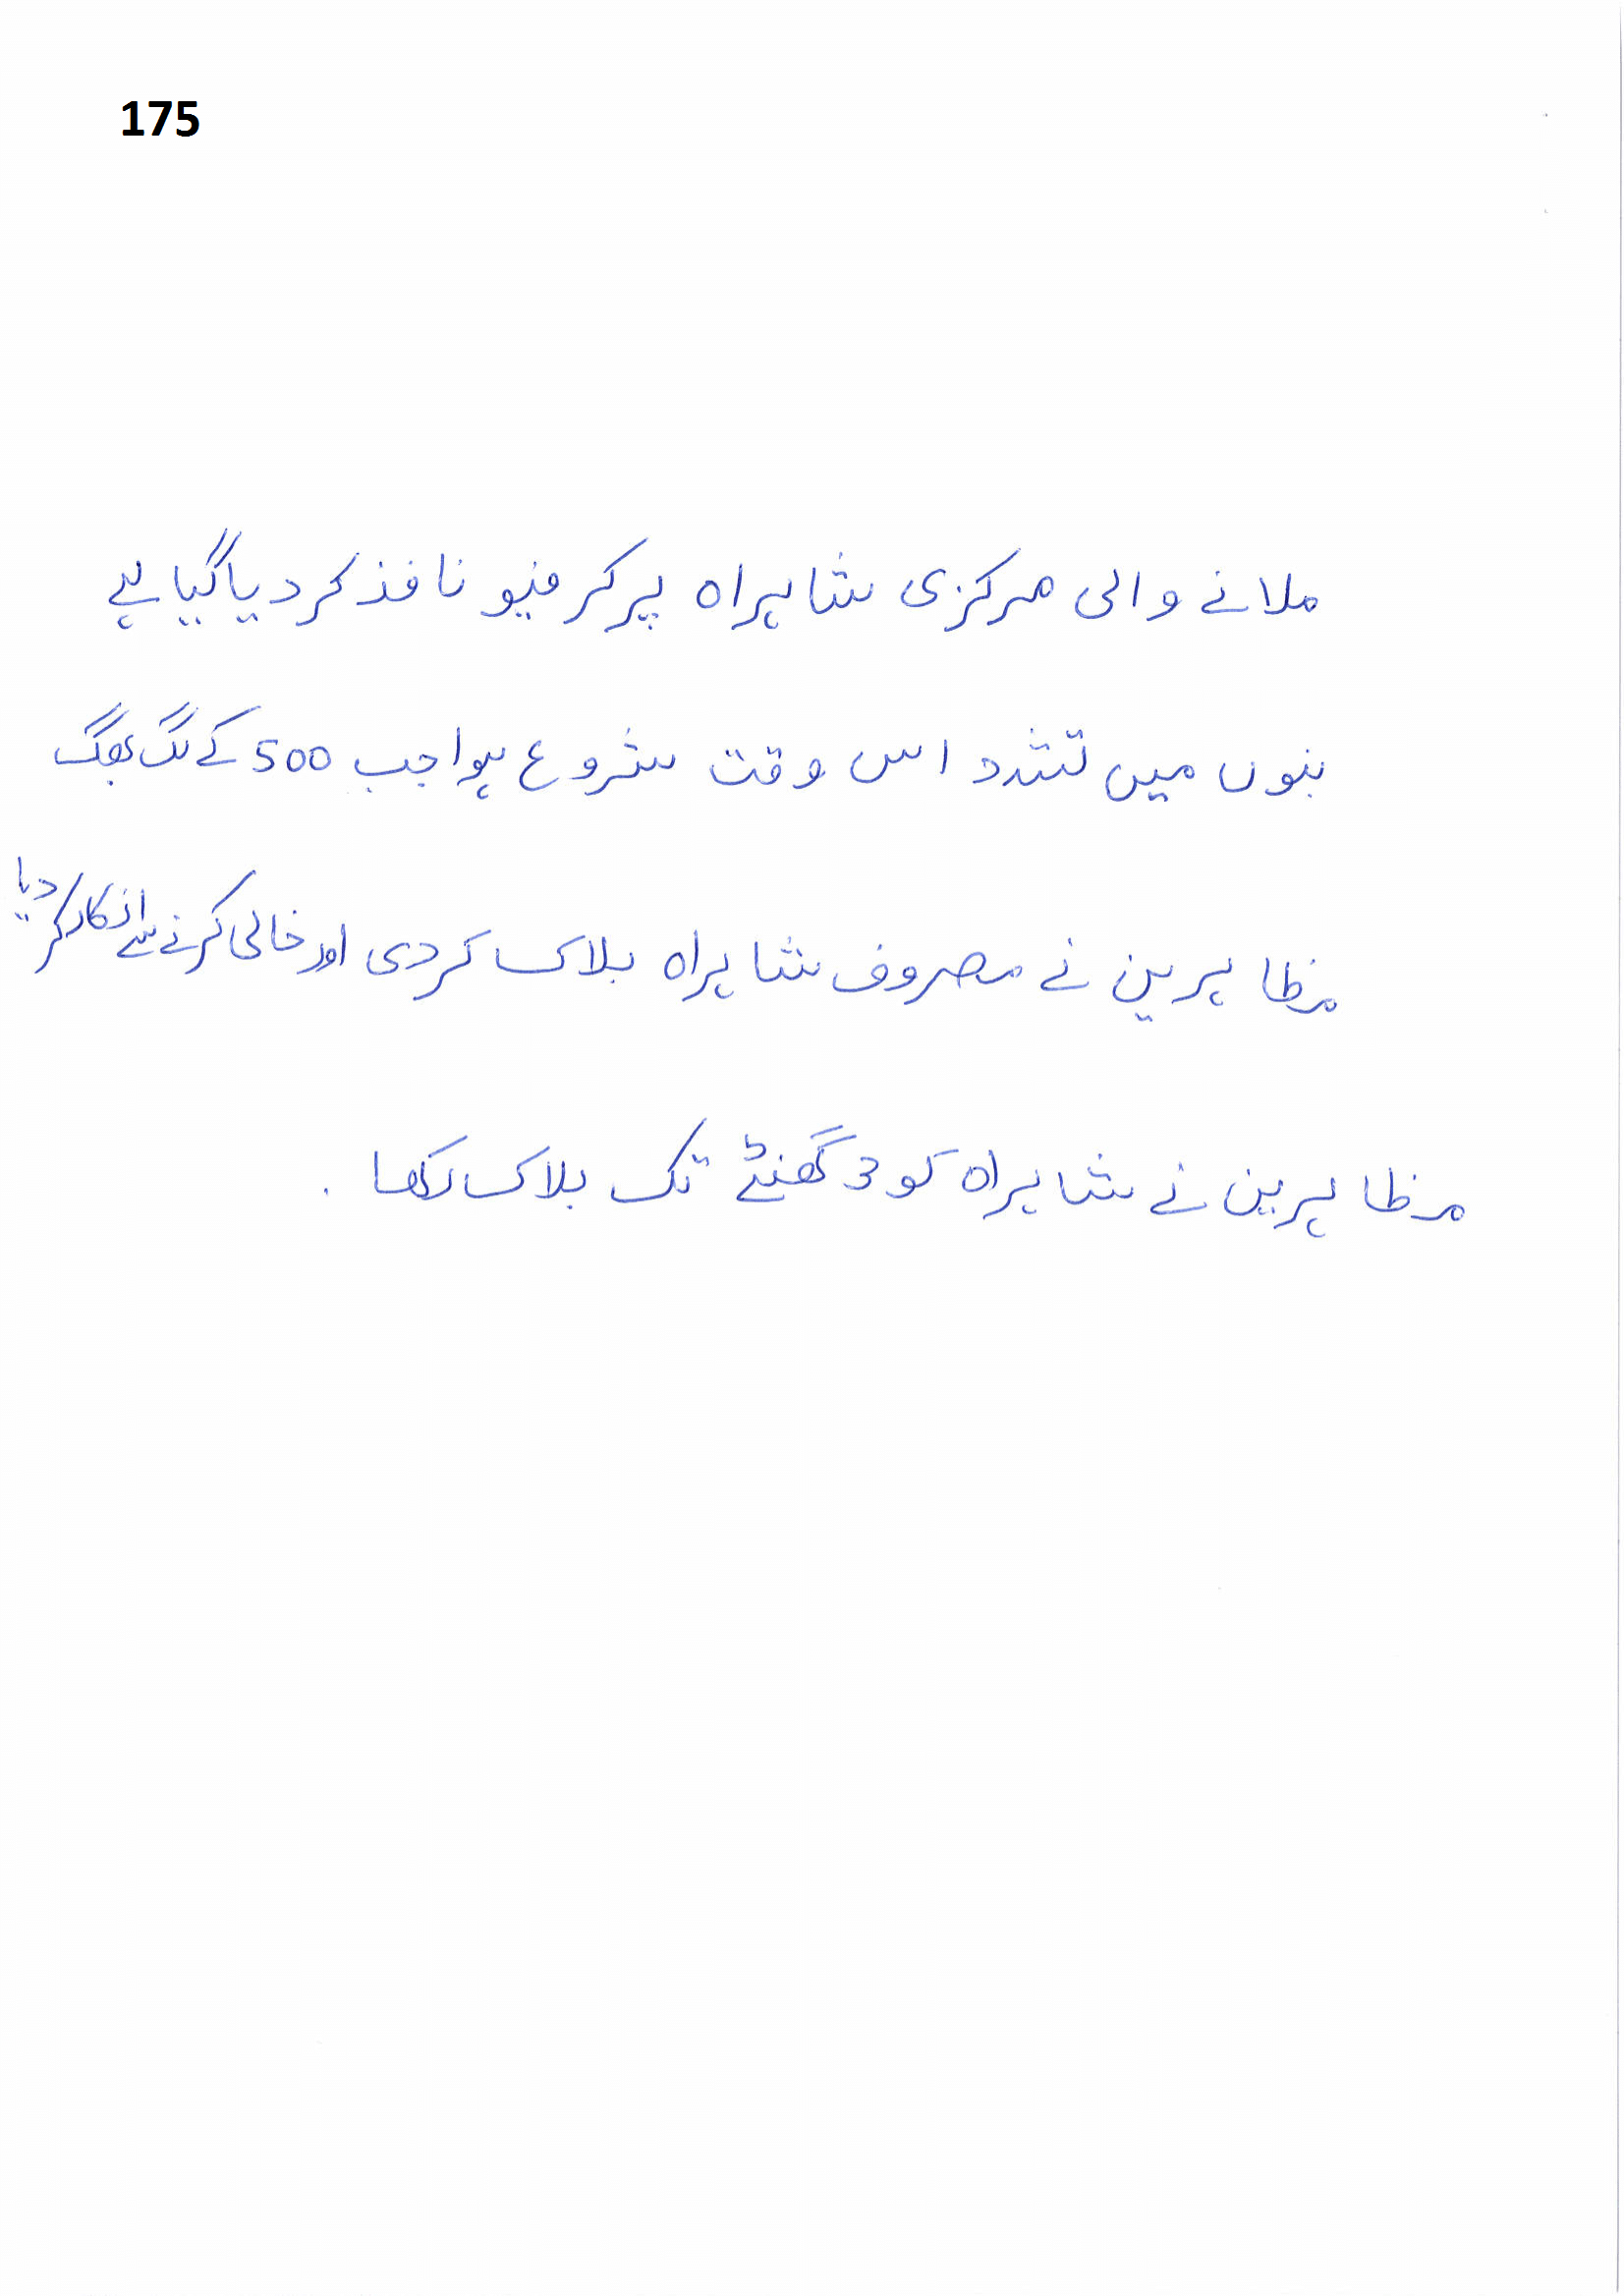 175
ملانے والی مرکزی شاہراہ پر کرفیو نافذ کر دیا گیا ہے
بنوں میں تشدد اس وقت شروع ہوا جب 500 کے لگ بھگ
مظاہرین نے مصروف شاہراہ بلاک کردی اور خالی کرنے سے انکار کر دیا
مظاہرین نے شاہراہ کو 3 گھنٹے تک بلاک رکھا .